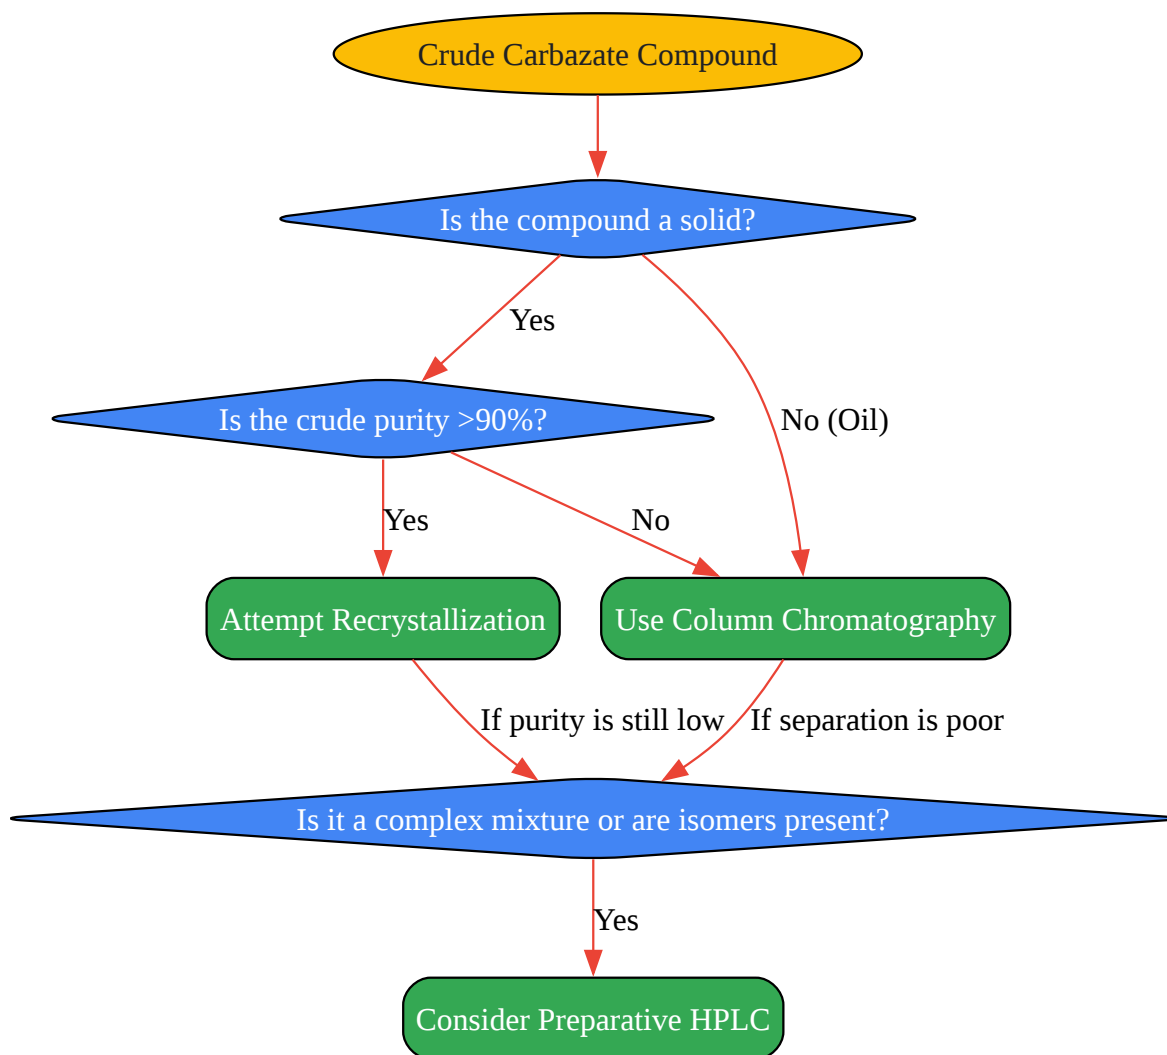 Crude Carbazate Compound
Is the compound a solid?
Yes
Is the crude purity >90%?
No (Oil)
Yes
No
Attempt Recrystallization
Use Column Chromatography
If purity is still low
If separation is poor
Is it a complex mixture or are isomers present?
Yes
Consider Preparative HPLC